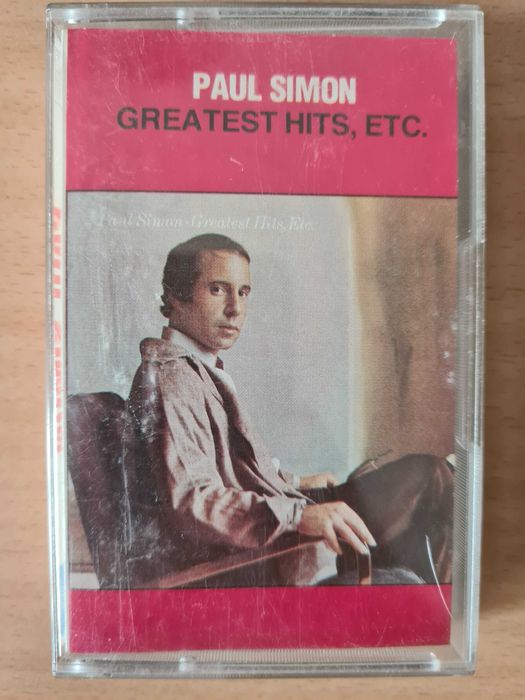 PAUL SIMON
GREATEST HITS, ETC.
Paul Simon·Greatest Hits, Etc.